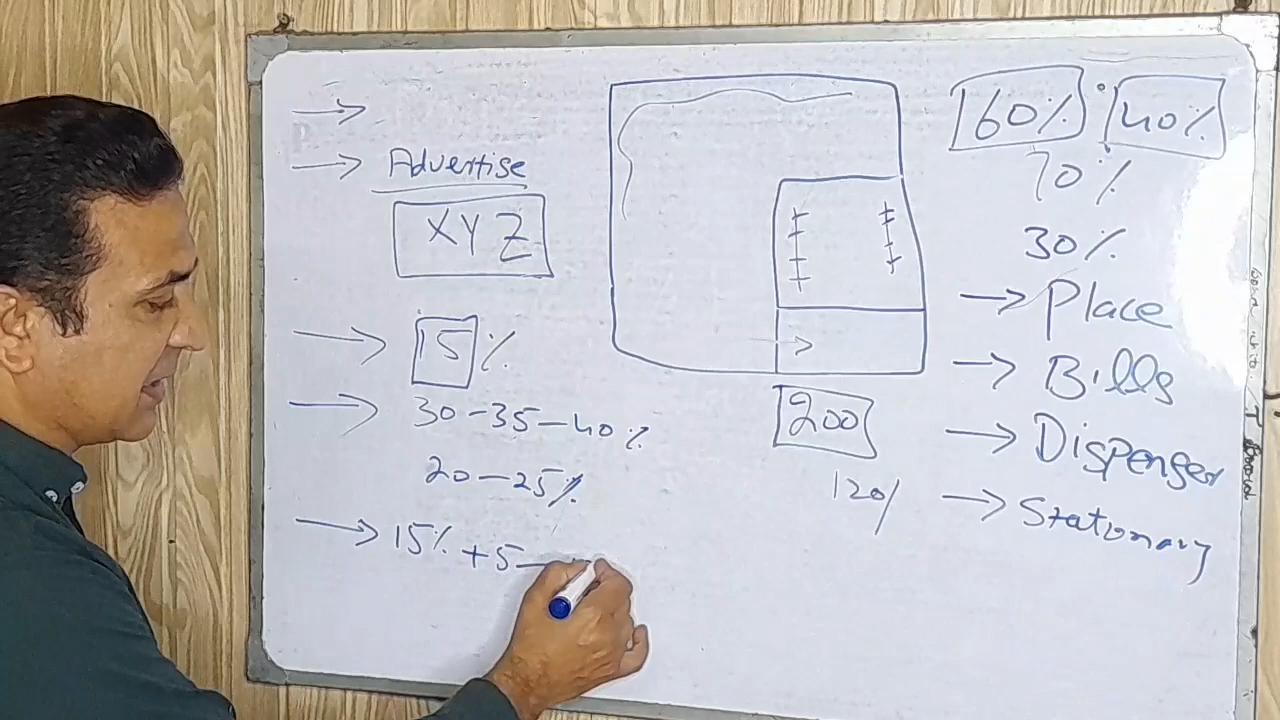 →
→ Advertise
XYZ
→ 15%
→ 30-35-40%
20-25%
→ 15% + 5-
200
120/
60% 40%
70%
30%
→ Place
→ Bills
→ Dispenser
→ Stationary